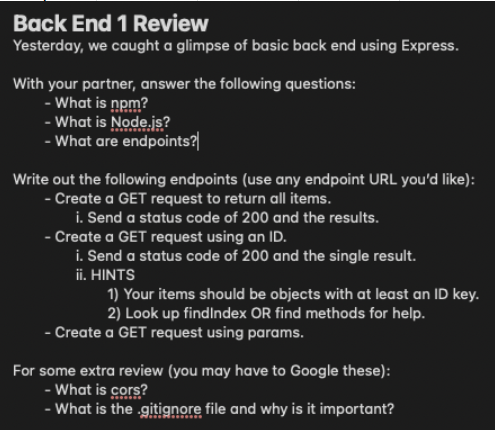 Back End 1 Review
Yesterday, we caught a glimpse of basic back end using Express.
With your partner, answer the following questions:
- What is npm?
- What is Node.js?
- What are endpoints?
Write out the following endpoints (use any endpoint URL you'd like):
- Create a GET request to return all items.
i. Send a status code of 200 and the results.
- Create a GET request using an ID.
i. Send a status code of 200 and the single result.
ii. HINTS
1) Your items should be objects with at least an ID key.
2) Look up findIndex OR find methods for help.
- Create a GET request using params.
For some extra review (you may have to Google these):
- What is cors?
- What is the .gitignore file and why is it important?